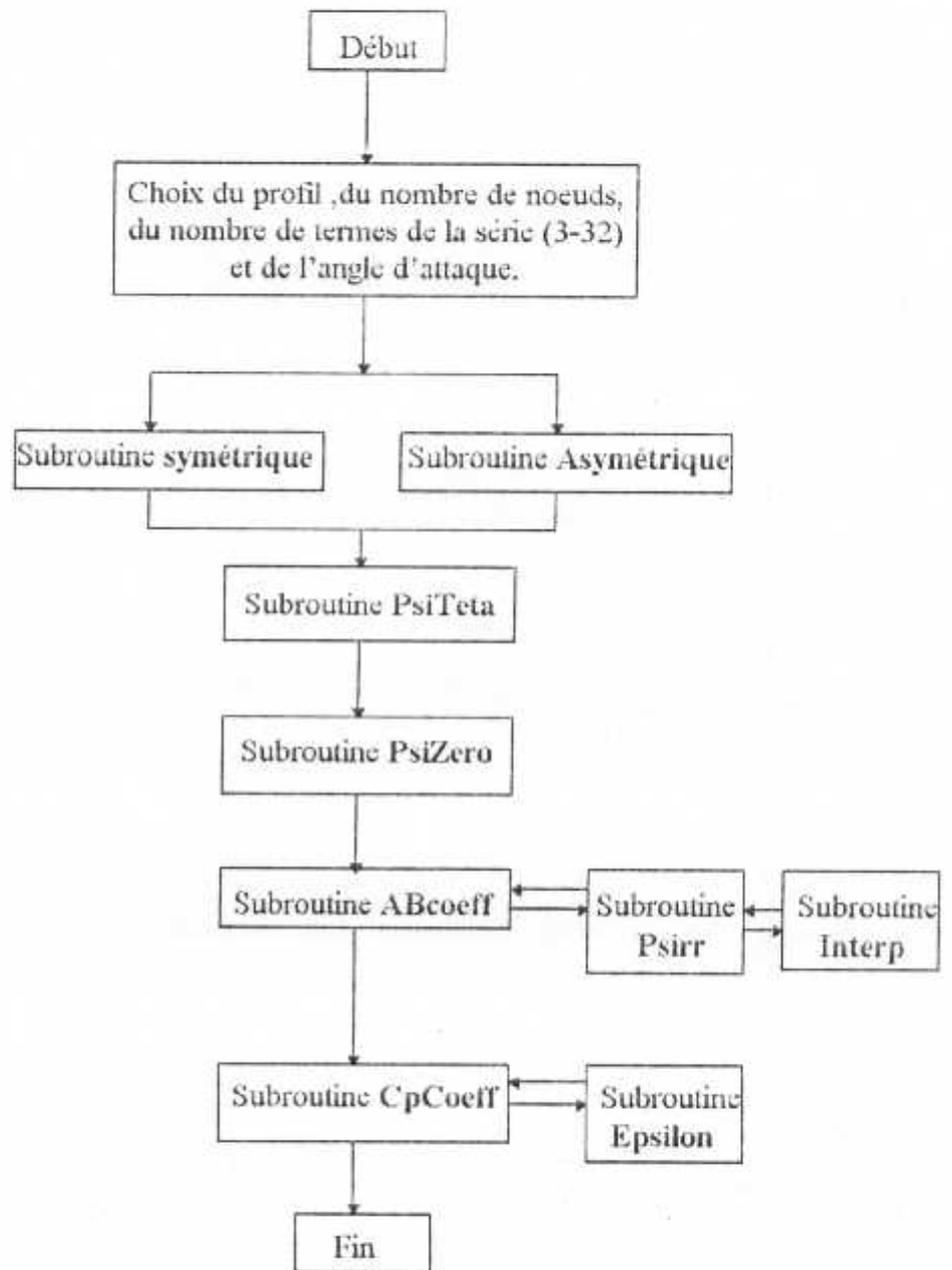 Début
Choix du profil ,du nombre de noeuds,
du nombre de termes de la série (3-32)
et de l'angle d'attaque.
Subroutine symétrique
Subroutine Asymétrique
Subroutine PsiTeta
Subroutine PsiZero
Subroutine ABcoeff
Subroutine
Psirr
Subroutine
Interp
Subroutine CpCoeff
Subroutine
Epsilon
Fin